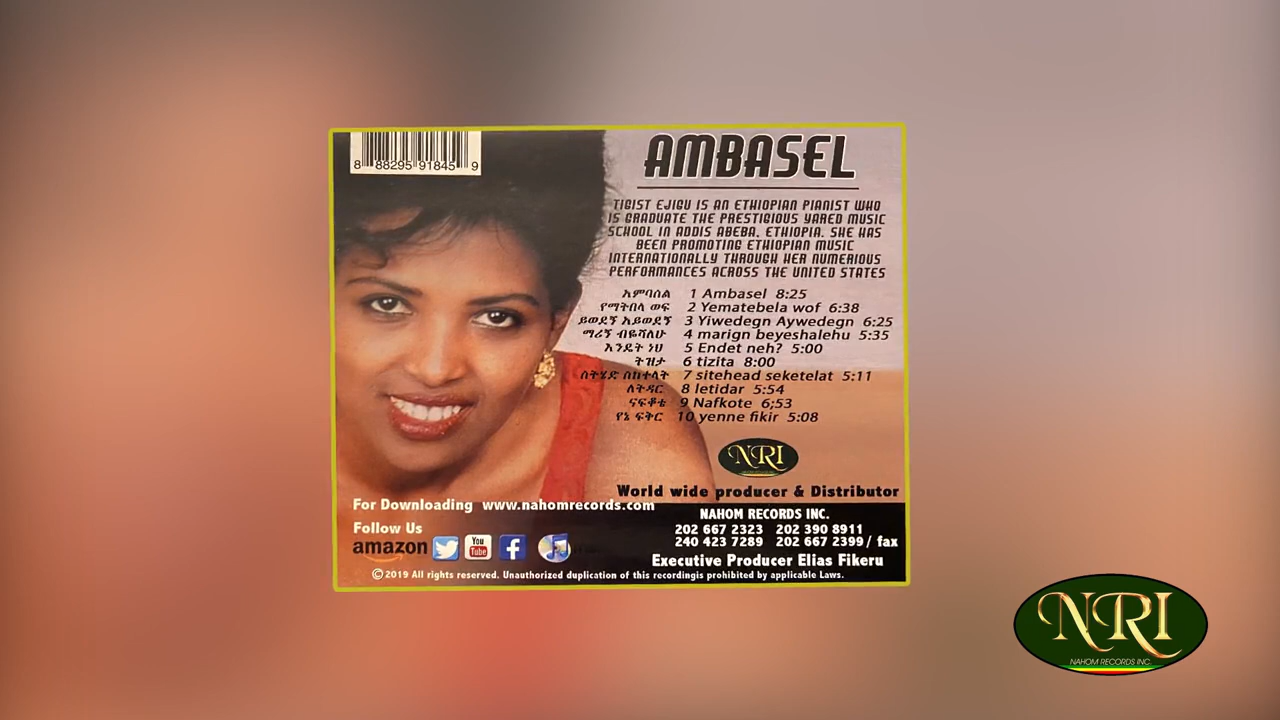 8 88295 91845 9
AMBASEL
TIGIST EJIGU IS AN ETHIOPIAN PIANIST WHO
IS GRADUATE THE PRESTIGIOUS YARED MUSIC
SCHOOL IN ADDIS ABEBA, ETHIOPIA. SHE HAS
BEEN PROMOTING ETHIOPIAN MUSIC
INTERNATIONALLY THROUGH HER NUMERIOUS
PERFORMANCES ACROSS THE UNITED STATES
አምባሰል 1 Ambasel 8:25
የማትበላ ወፍ 2 Yematebela wof 6:38
ይወደኝ አይወደኝ 3 Yiwedegn Aywedegn 6:25
ማሪኝ ብዬሻለሁ 4 marign beyeshalehu 5:35
እንዴት ነህ 5 Endet neh? 5:00
ትዝታ 6 tizita 8:00
ስትሄድ ስከተላት 7 sitehead seketelat 5:11
ለትዳር 8 letidar 5:54
ናፍቆቴ 9 Nafkote 6;53
የኔ ፍቅር 10 yenne fikir 5:08
NRI
World wide producer & Distributor
For Downloading www.nahomrecords.com
NAHOM RECORDS INC.
202 667 2323 202 390 8911
240 423 7289 202 667 2399 / fax
Follow Us
amazon You Tube f
Executive Producer Elias Fikeru
©2019 All rights reserved. Unauthorized duplication of this recordingis prohibited by applicable Laws.
NRI
NAHOM RECORDS INC.